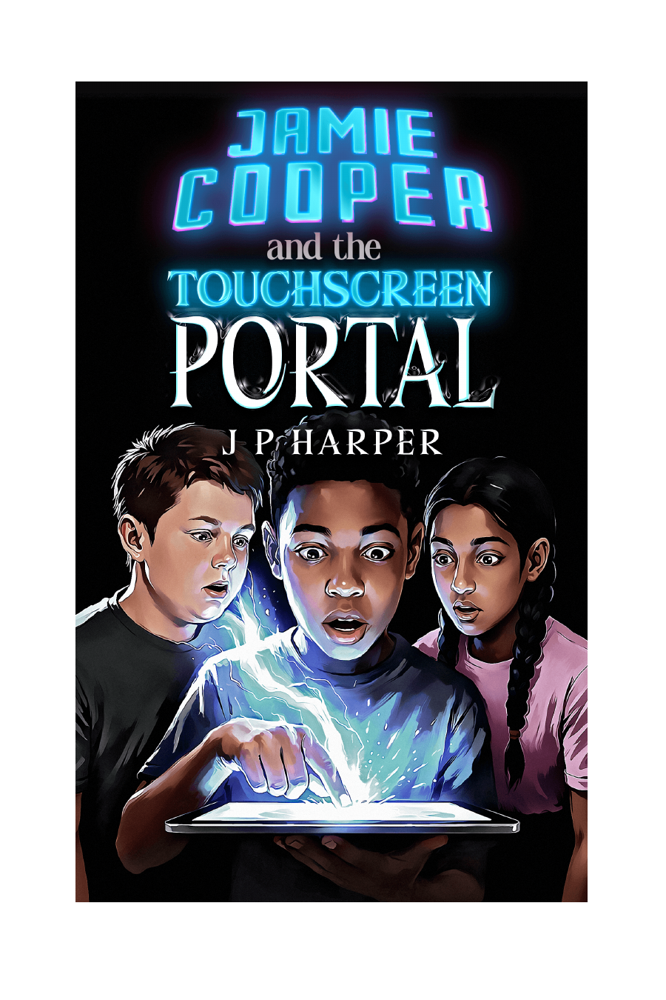 JAMIE
COOPER
and the
TOUCHSCREEN
PORTAL
J P HARPER